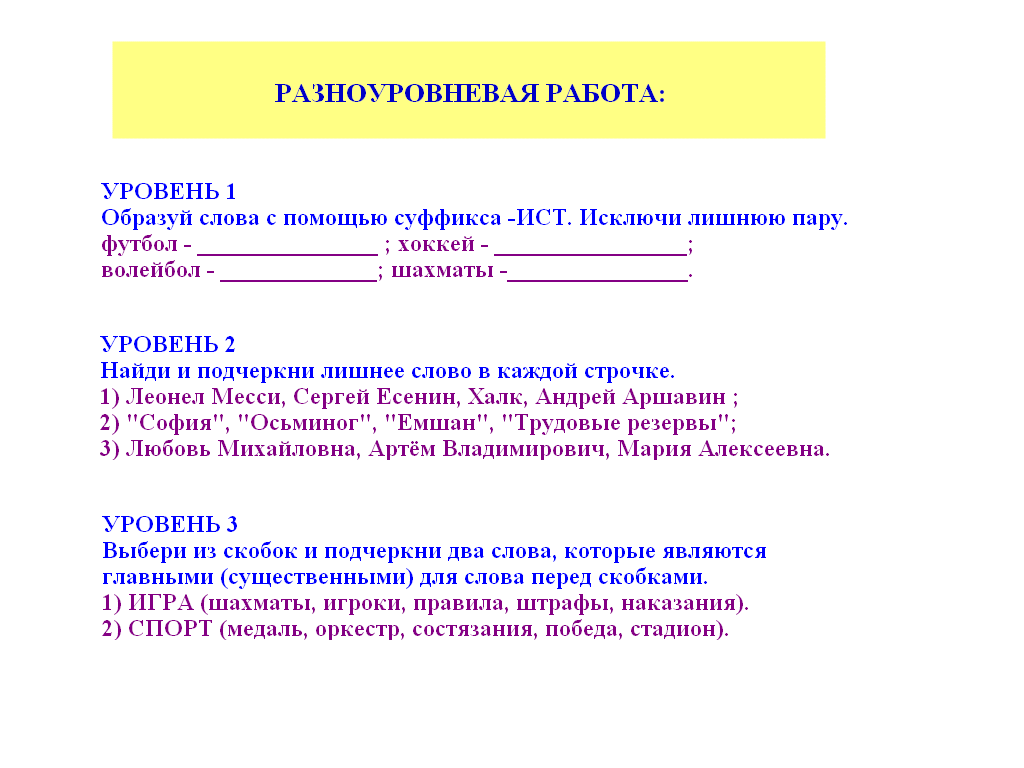 РАЗНОУРОВНЕВАЯ РАБОТА:
УРОВЕНЬ 1
Образуй слова с помощью суффикса -ИСТ. Исключи лишнюю пару.
футбол - _______________ ; хоккей - ________________;
волейбол - _____________; шахматы -_______________.
УРОВЕНЬ 2
Найди и подчеркни лишнее слово в каждой строчке.
1) Леонел Месси, Сергей Есенин, Халк, Андрей Аршавин ;
2) "София", "Осьминог", "Емшан", "Трудовые резервы";
3) Любовь Михайловна, Артём Владимирович, Мария Алексеевна.
УРОВЕНЬ 3
Выбери из скобок и подчеркни два слова, которые являются
главными (существенными) для слова перед скобками.
1) ИГРА (шахматы, игроки, правила, штрафы, наказания).
2) СПОРТ (медаль, оркестр, состязания, победа, стадион).